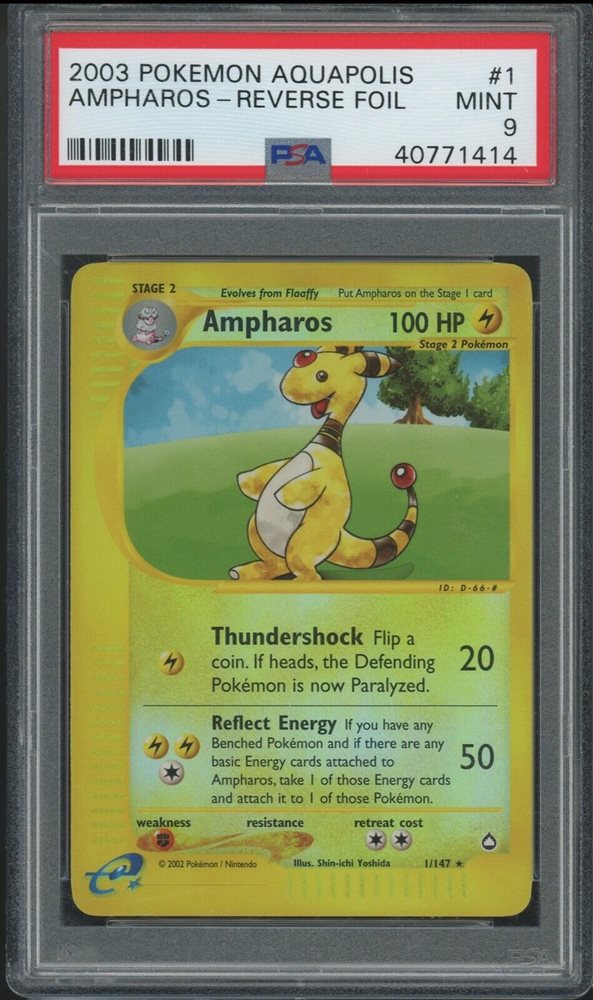 2003 POKEMON AQUAPOLIS #1
AMPHAROS – REVERSE FOIL MINT
9
PSA 40771414
STAGE 2 Evolves from Flaaffy Put Ampharos on the Stage 1 card
Ampharos 100 HP
Stage 2 Pokémon
ID: D-66-#
Thundershock Flip a
coin. If heads, the Defending
Pokémon is now Paralyzed.
20
Reflect Energy If you have any
Benched Pokémon and if there are any
basic Energy cards attached to
Ampharos, take 1 of those Energy cards
and attach it to 1 of those Pokémon.
50
weakness resistance retreat cost
© 2002 Pokémon / Nintendo Illus. Shin-ichi Yoshida 1/147 ★
e
PSA